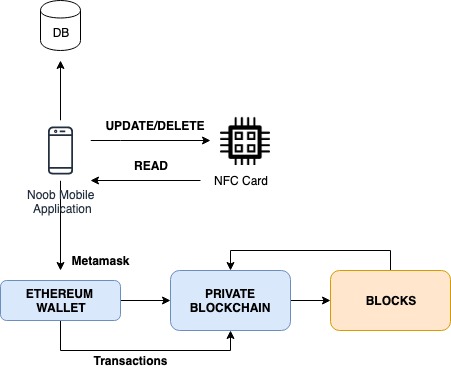 DB
UPDATE/DELETE
READ
NFC Card
Noob Mobile
Application
Metamask
ETHEREUM
WALLET
PRIVATE
BLOCKCHAIN
BLOCKS
Transactions